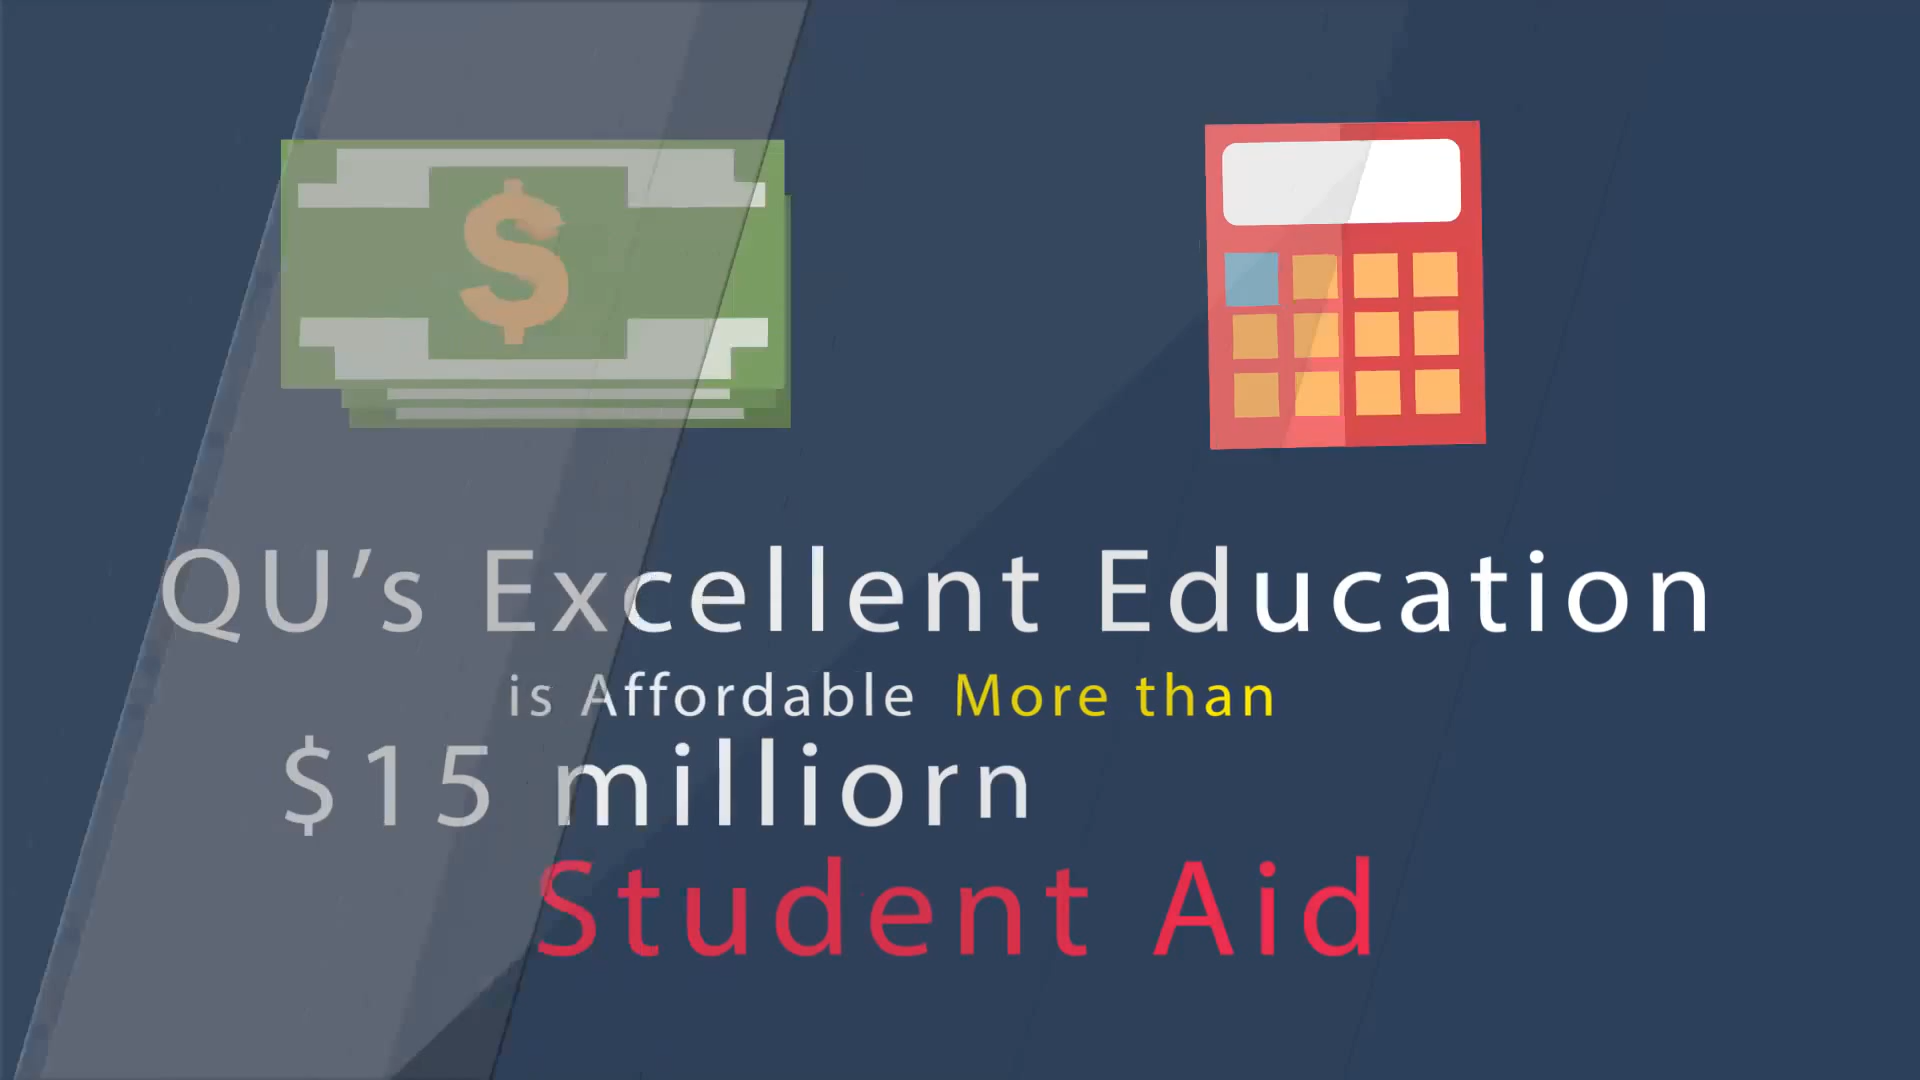 $
QU’s Excellent Education
is Affordable More than
$15 milliorn
Student Aid